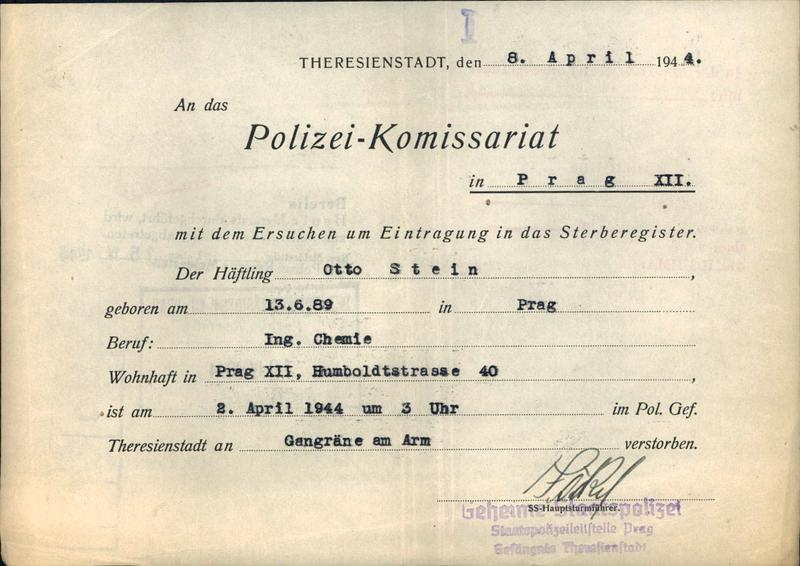 I
THERESIENSTADT, den 8. April 1944.
An das
Polizei-Komissariat
in Prag XII.
mit dem Ersuchen um Eintragung in das Sterberegister.
Der Häftling Otto Stein,
geboren am 13.6.89 in Prag
Beruf: Ing. Chemie
Wohnhaft in Prag XII, Humboldtstrasse 40,
ist am 2. April 1944 um 3 Uhr im Pol. Gef.
Theresienstadt an Gangräne am Arm verstorben.
SS-Hauptsturmführer.
Geheime Staatspolizei
Staatspolizeileitstelle Prag
Gefängnis Theresienstadt